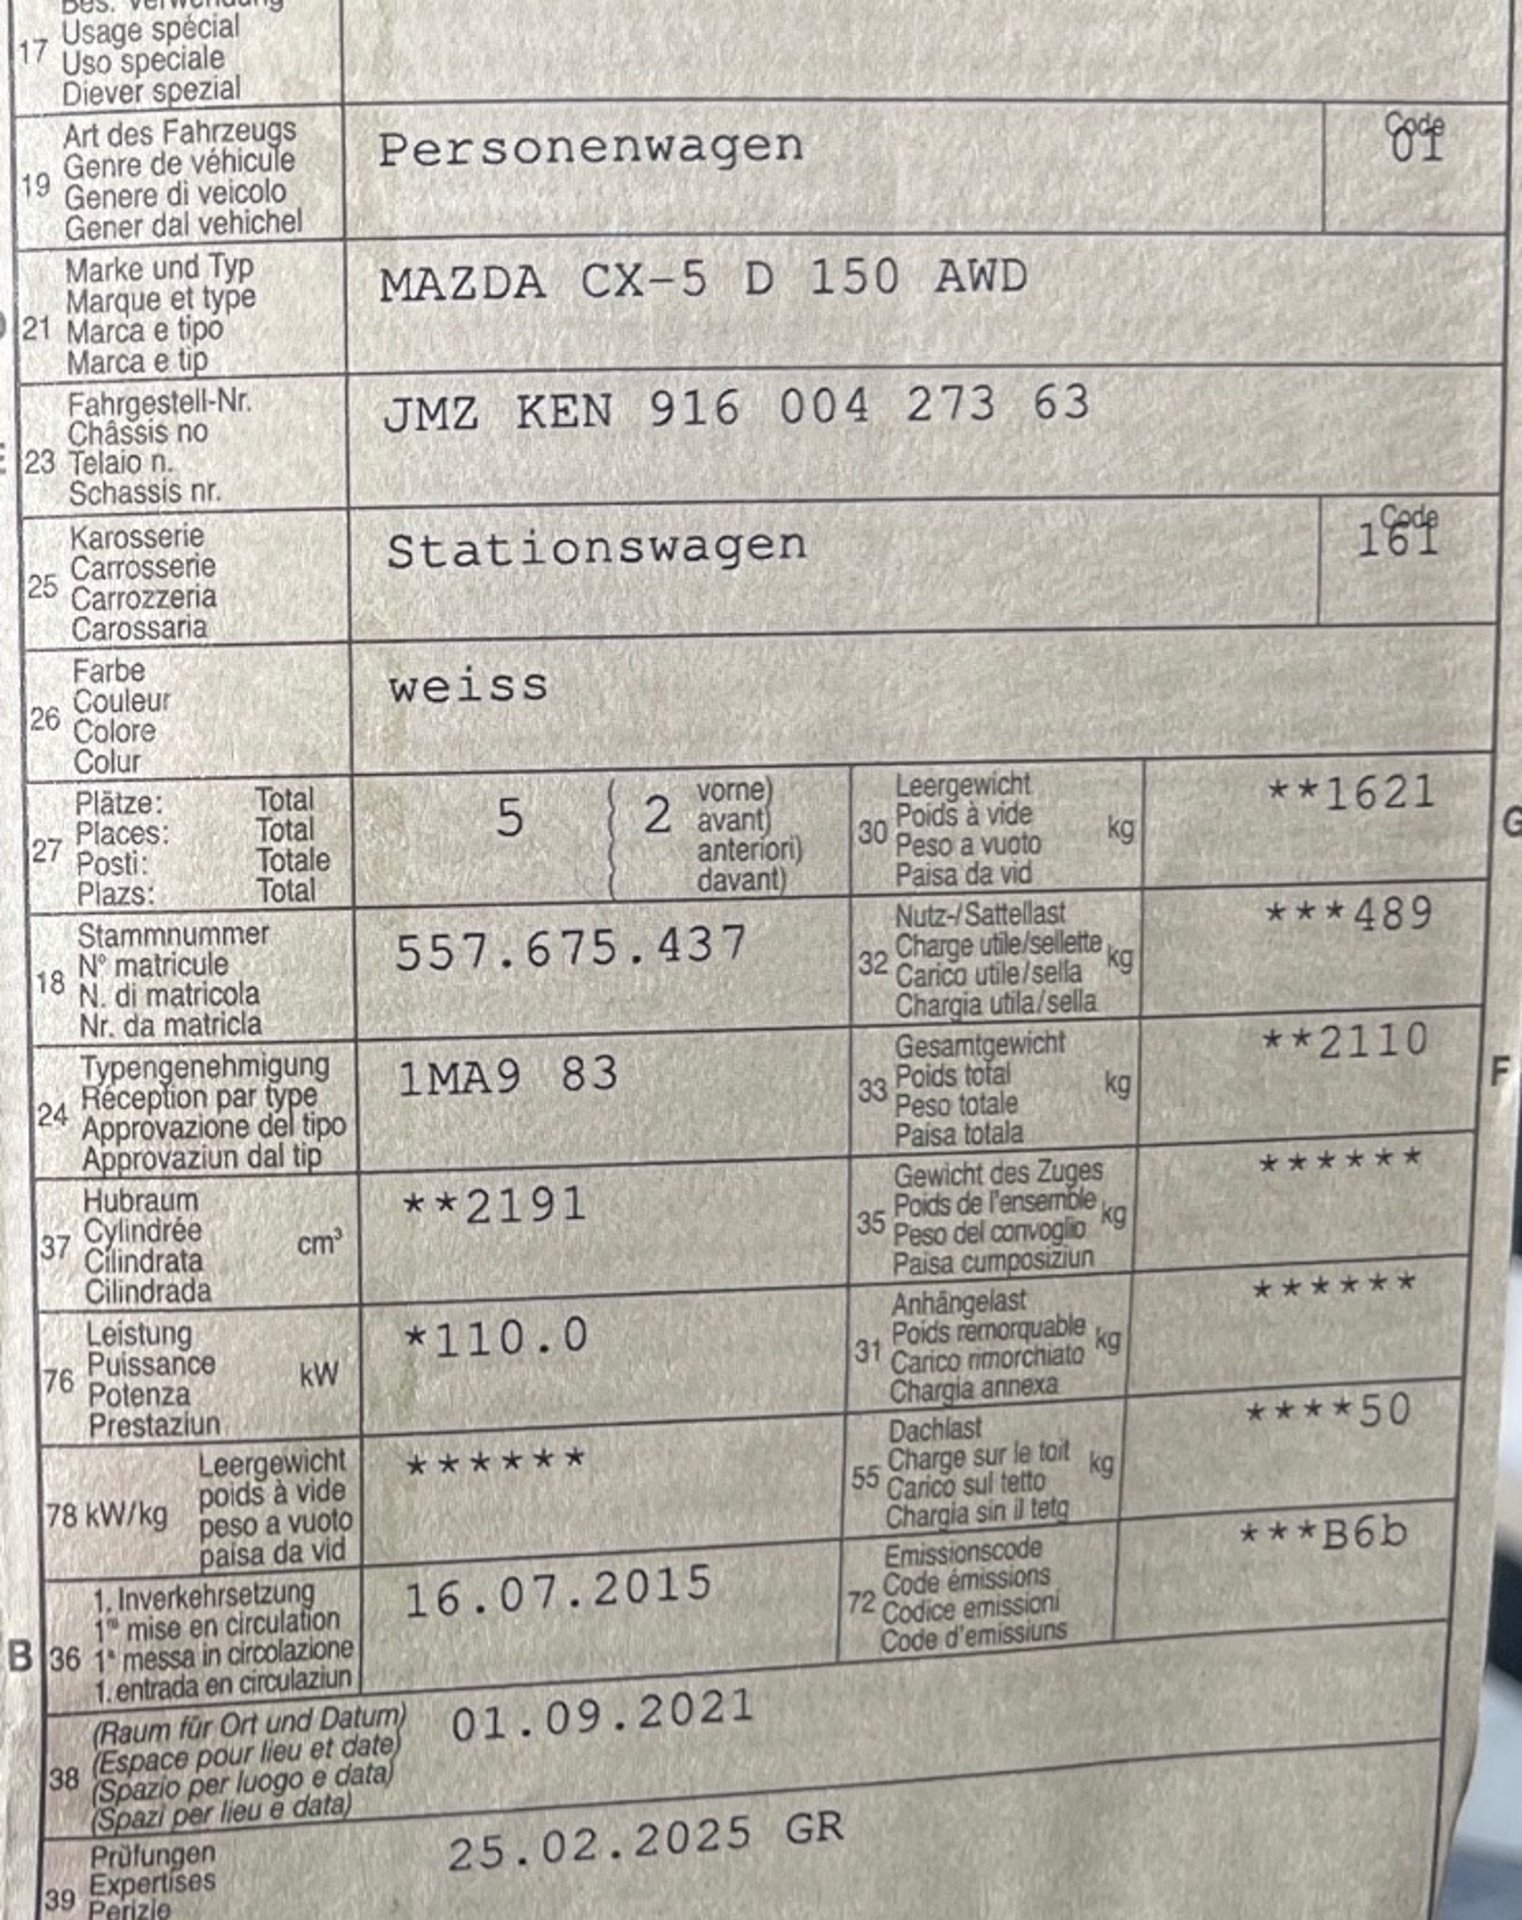 Bes. Verwendung
17 Usage spécial
Uso speciale
Diever spezial
Art des Fahrzeugs
Genre de véhicule
19 Genere di veicolo
Gener dal vehichel
Personenwagen
Code
01
Marke und Typ
Marque et type
21 Marca e tipo
Marca e tip
MAZDA CX-5 D 150 AWD
Fahrgestell-Nr.
Châssis no
E 23 Telaio n.
Schassis nr.
JMZ KEN 916 004 273 63
Karosserie
Carrosserie
25 Carrozzeria
Carossaria
Stationswagen
Code
161
Farbe
Couleur
26 Colore
Colur
weiss
Plätze: Total
Places: Total
27 Posti: Totale
Plazs: Total
5 ( 2 vorne)
avant)
( anteriori)
( davant)
Leergewicht
30 Poids à vide kg
Peso a vuoto
Paisa da vid
**1621
G
Stammnummer
N° matricule
18 N. di matricola
Nr. da matricla
557.675.437
Nutz-/Sattellast
Charge utile/sellette kg
32 Carico utile/sella
Chargia utila/sella
***489
Typengenehmigung
Réception par type
24 Approvazione del tipo
Approvaziun dal tip
1MA9 83
Gesamtgewicht
33 Poids total kg
Peso totale
Paisa totala
**2110
F
Hubraum
Cylindrée
37 Cilindrata cm³
Cilindrada
**2191
Gewicht des Zuges
35 Poids de l'ensemble kg
Peso del convoglio
Paisa cumposiziun
******
Leistung
Puissance
76 Potenza kW
Prestaziun
*110.0
Anhängelast
31 Poids remorquable kg
Carico rimorchiato
Chargia annexa
******
Leergewicht
poids à vide
78 kW/kg peso a vuoto
paisa da vid
******
Dachlast
Charge sur le toit kg
55 Carico sul tetto
Chargia sin il tetg
****50
1. Inverkehrsetzung
1re mise en circulation
B 36 1a messa in circolazione
1. entrada en circulaziun
16.07.2015
Emissionscode
Code émissions
72 Codice emissioni
Code d'emissiuns
***B6b
(Raum für Ort und Datum)
(Espace pour lieu et date)
38 (Spazio per luogo e data)
(Spazi per lieu e data)
01.09.2021
Prüfungen
Expertises
39 Perizie
25.02.2025 GR